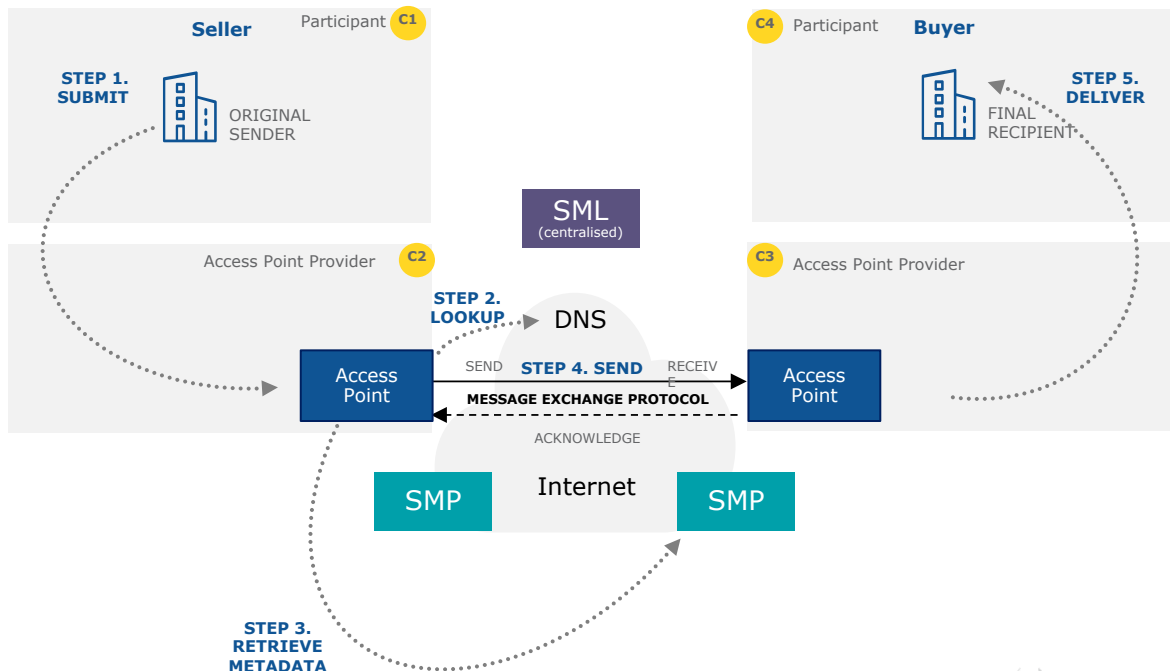 Seller
Participant
C1
STEP 1.
SUBMIT
ORIGINAL
SENDER
C4
Participant
Buyer
STEP 5.
DELIVER
FINAL
RECIPIENT
SML
(centralised)
Access Point Provider
C2
C3
Access Point Provider
STEP 2.
LOOKUP
DNS
Access
Point
SEND
STEP 4. SEND
RECEIV
E
MESSAGE EXCHANGE PROTOCOL
ACKNOWLEDGE
Access
Point
Internet
SMP
SMP
STEP 3.
RETRIEVE
METADATA